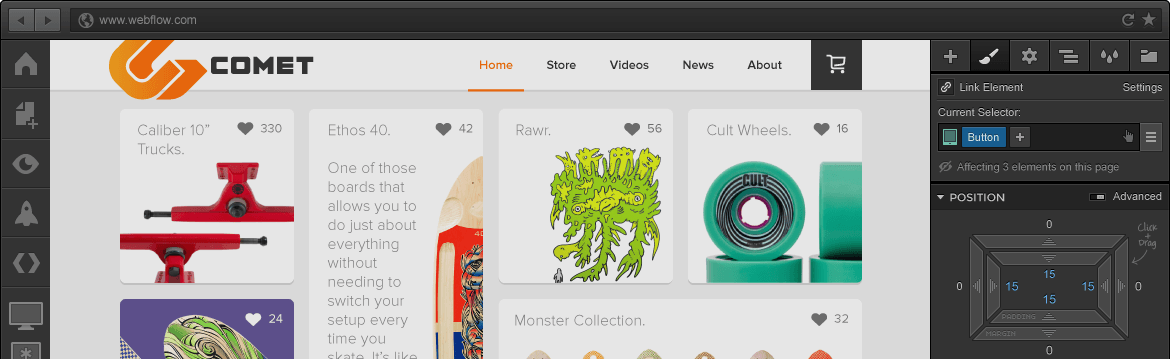 www.webflow.com
COMET
Home
Store
Videos
News
About
Link Element
Settings
Current Selector:
Button
Affecting 3 elements on this page
POSITION
Advanced
Click
+
Drag
0
15
0
15
15
0
15
PADDING
MARGIN
0
Caliber 10”
Trucks.
330
Ethos 40.
42
One of those
boards that
allows you to
do just about
everything
without
needing to
switch your
setup every
time you
skate. It’s like
Rawr.
56
Cult Wheels.
16
CULT
24
Monster Collection.
32